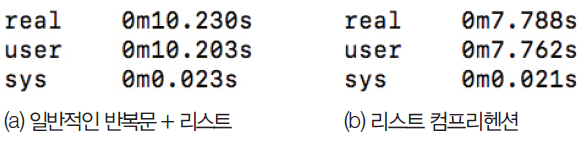 real 0m10.230s real 0m7.788s
user 0m10.203s user 0m7.762s
sys 0m0.023s sys 0m0.021s
(a) 일반적인 반복문 + 리스트 (b) 리스트 컴프리헨션